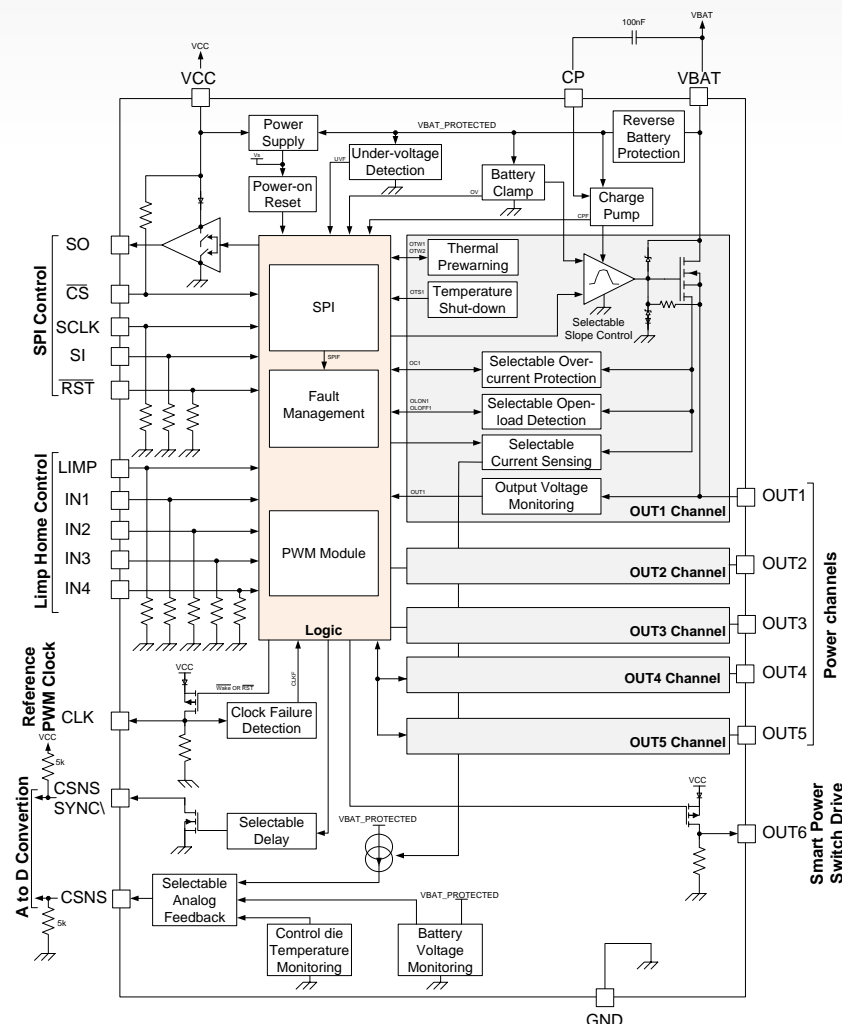 VBAT
100nF
VCC
VCC
CP
VBAT
Power
Supply
VBAT_PROTECTED
Reverse
Battery
Protection
Under-voltage
Detection
UVF
Power-on
Reset
Battery
Clamp
OV
Charge
Pump
CPF
SPI Control
SO
CS
SCLK
SI
RST
SPI
SPIF
Fault
Management
PWM Module
Logic
OTW1
OTW2
Thermal
Prewarning
OTS1
Temperature
Shut-down
Selectable
Slope Control
OC1
Selectable Over-
current Protection
OLON1
OLOFF1
Selectable Open-
load Detection
Selectable
Current Sensing
OUT1
Output Voltage
Monitoring
OUT1 Channel
OUT2 Channel
OUT3 Channel
OUT4 Channel
OUT5 Channel
OUT1
OUT2
OUT3
OUT4
OUT5
Power channels
Limp Home Control
LIMP
IN1
IN2
IN3
IN4
Reference
PWM Clock
CLK
VCC
Wake OR RST
CLKF
Clock Failure
Detection
VCC
5k
A to D Convertion
CSNS
SYNC\
Selectable
Delay
VBAT_PROTECTED
VCC
OUT6
Smart Power
Switch Drive
CSNS
5k
Selectable
Analog
Feedback
VBAT_PROTECTED
Control die
Temperature
Monitoring
Battery
Voltage
Monitoring
GND